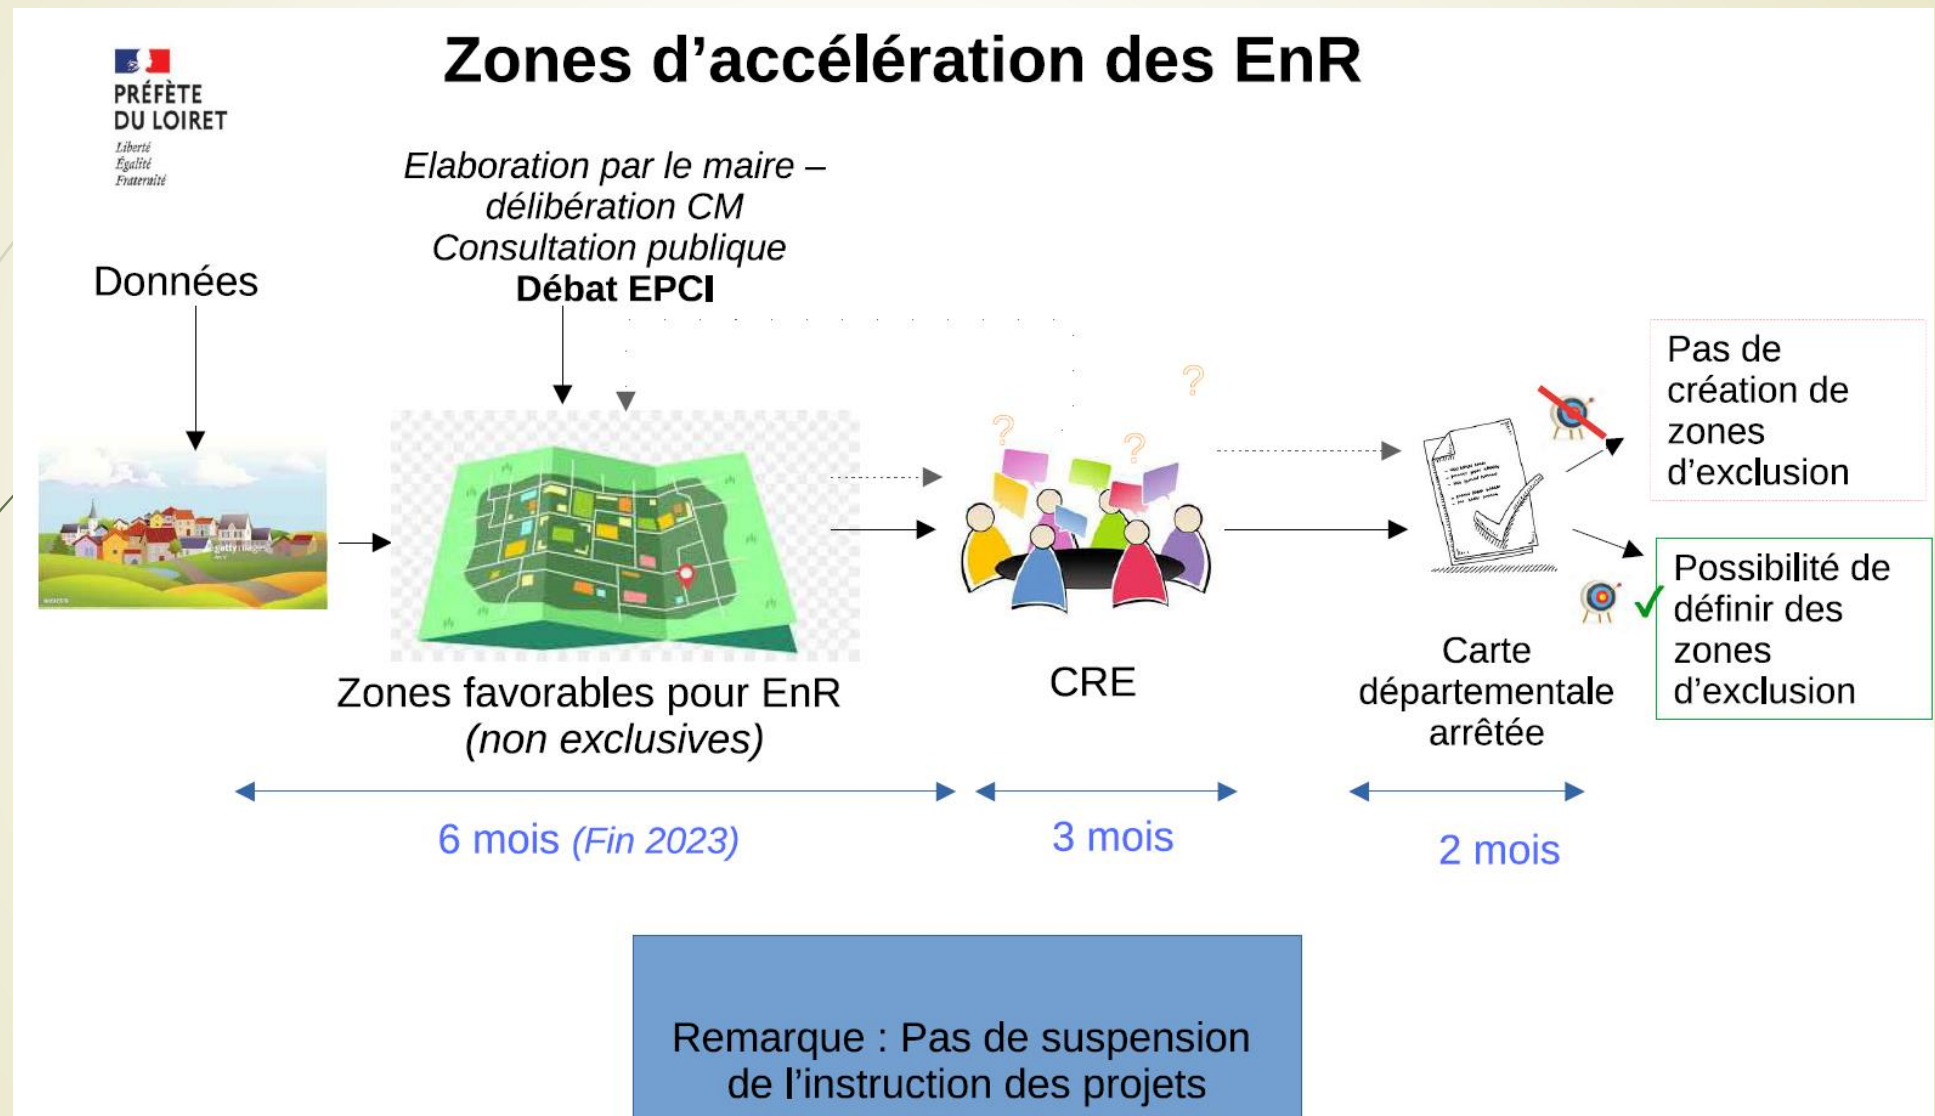 Zones d’accélération des EnR
PRÉFÈTE
DU LOIRET
Liberté
Égalité
Fraternité
Elaboration par le maire –
délibération CM
Consultation publique
Débat EPCI
Données
Pas de
création de
zones
d’exclusion
Possibilité de
définir des
zones
d’exclusion
Zones favorables pour EnR
(non exclusives)
CRE
Carte
départementale
arrêtée
6 mois (Fin 2023)
3 mois
2 mois
Remarque : Pas de suspension
de l’instruction des projets